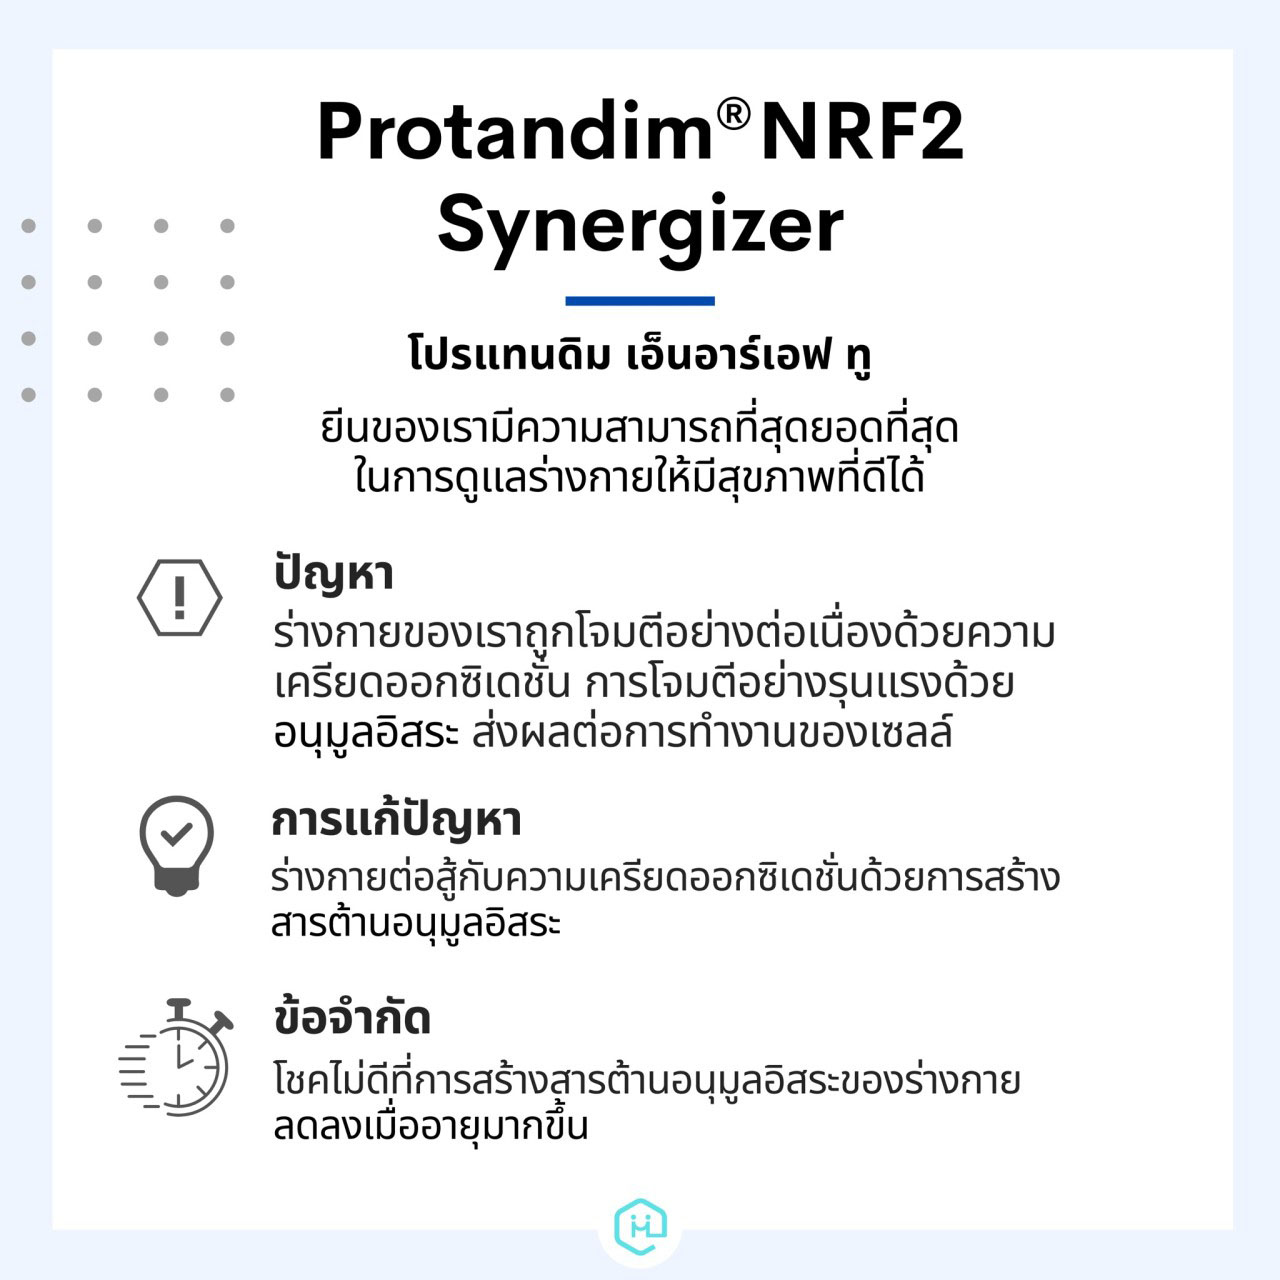 Protandim® NRF2
Synergizer
โปรแทนดิม เอ็นอาร์เอฟ ทู
ยีนของเรามีความสามารถที่สุดยอดที่สุด
ในการดูแลร่างกายให้มีสุขภาพที่ดีได้
ปัญหา
ร่างกายของเราถูกโจมตีอย่างต่อเนื่องด้วยความ
เครียดออกซิเดชั่น การโจมตีอย่างรุนแรงด้วย
อนุมูลอิสระ ส่งผลต่อการทำงานของเซลล์
การแก้ปัญหา
ร่างกายต่อสู้กับความเครียดออกซิเดชั่นด้วยการสร้าง
สารต้านอนุมูลอิสระ
ข้อจำกัด
โชคไม่ดีที่การสร้างสารต้านอนุมูลอิสระของร่างกาย
ลดลงเมื่ออายุมากขึ้น